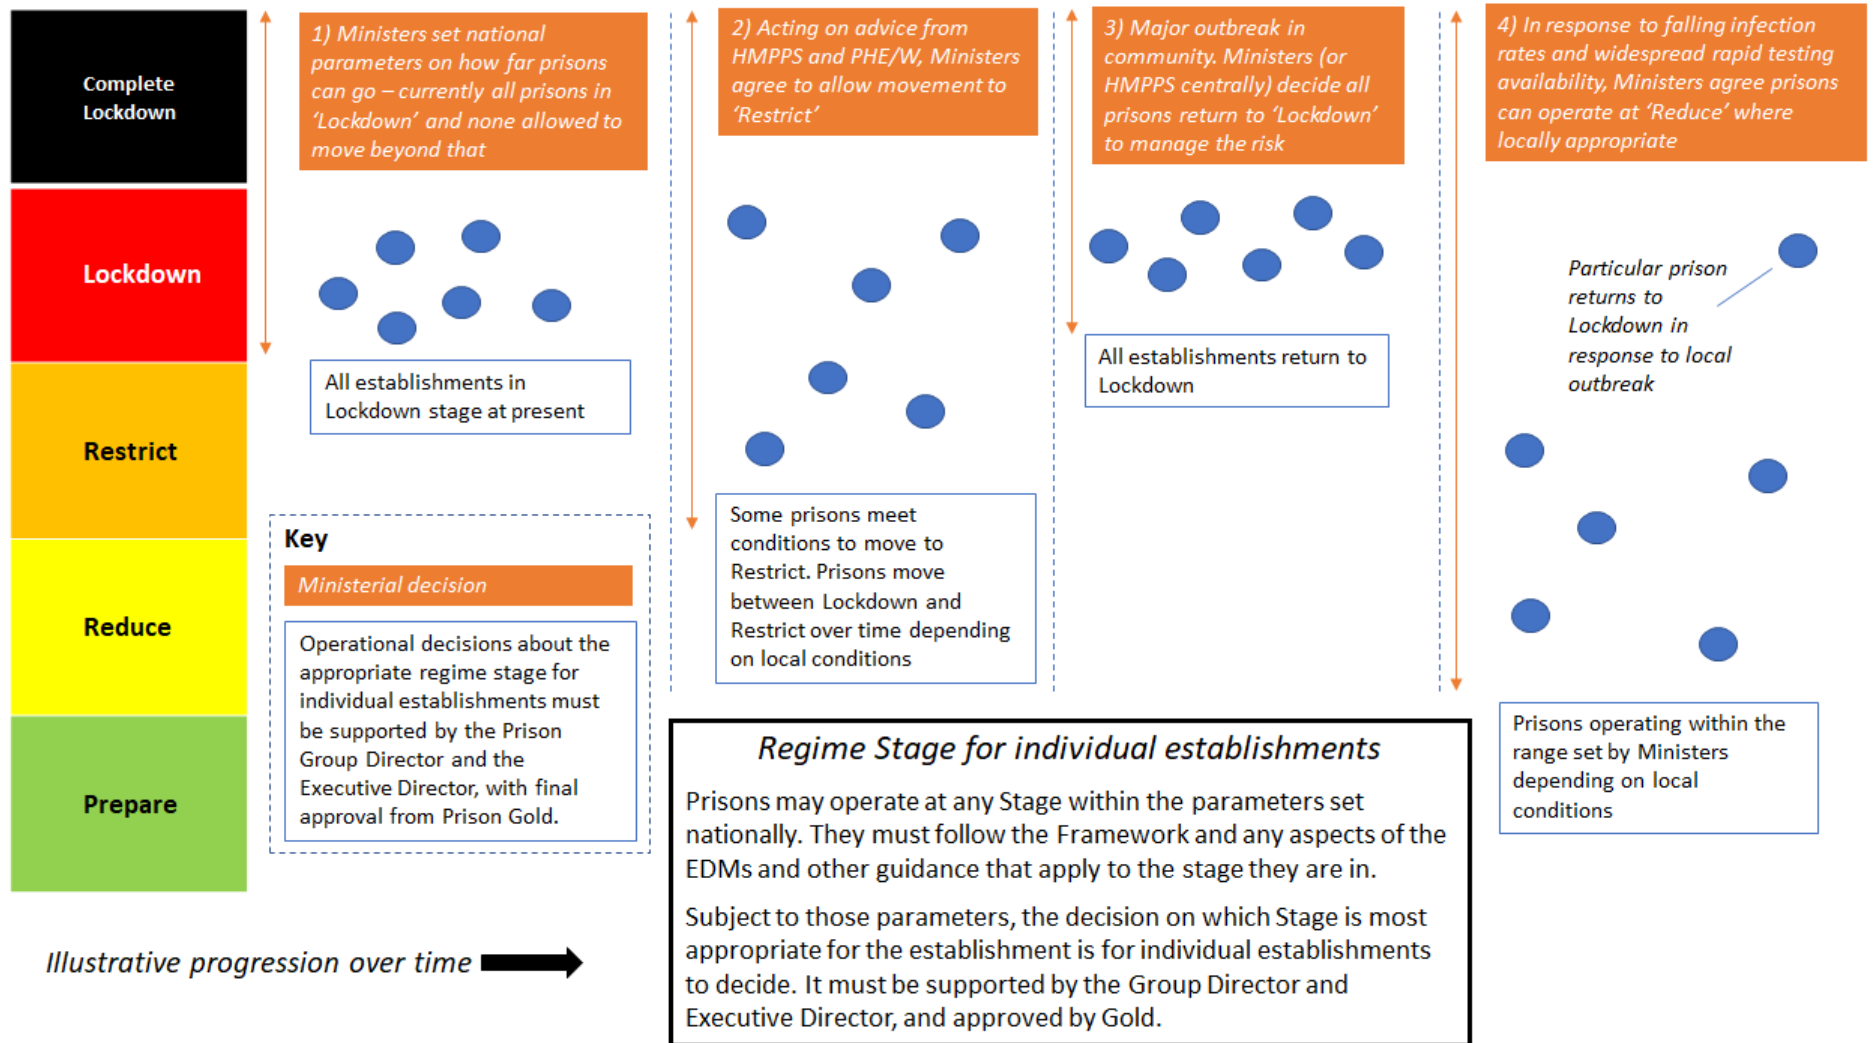 Complete
Lockdown
Lockdown
Restrict
Reduce
Prepare
1) Ministers set national
parameters on how far prisons
can go – currently all prisons in
‘Lockdown’ and none allowed to
move beyond that
All establishments in
Lockdown stage at present
Key
Ministerial decision
Operational decisions about the
appropriate regime stage for
individual establishments must
be supported by the Prison
Group Director and the
Executive Director, with final
approval from Prison Gold.
2) Acting on advice from
HMPPS and PHE/W, Ministers
agree to allow movement to
‘Restrict’
Some prisons meet
conditions to move to
Restrict. Prisons move
between Lockdown and
Restrict over time depending
on local conditions
3) Major outbreak in
community. Ministers (or
HMPPS centrally) decide all
prisons return to ‘Lockdown’
to manage the risk
All establishments return to
Lockdown
4) In response to falling infection
rates and widespread rapid testing
availability, Ministers agree prisons
can operate at ‘Reduce’ where
locally appropriate
Particular prison
returns to
Lockdown in
response to local
outbreak
Prisons operating within the
range set by Ministers
depending on local
conditions
Regime Stage for individual establishments
Prisons may operate at any Stage within the parameters set
nationally. They must follow the Framework and any aspects of the
EDMs and other guidance that apply to the stage they are in.
Subject to those parameters, the decision on which Stage is most
appropriate for the establishment is for individual establishments
to decide. It must be supported by the Group Director and
Executive Director, and approved by Gold.
Illustrative progression over time